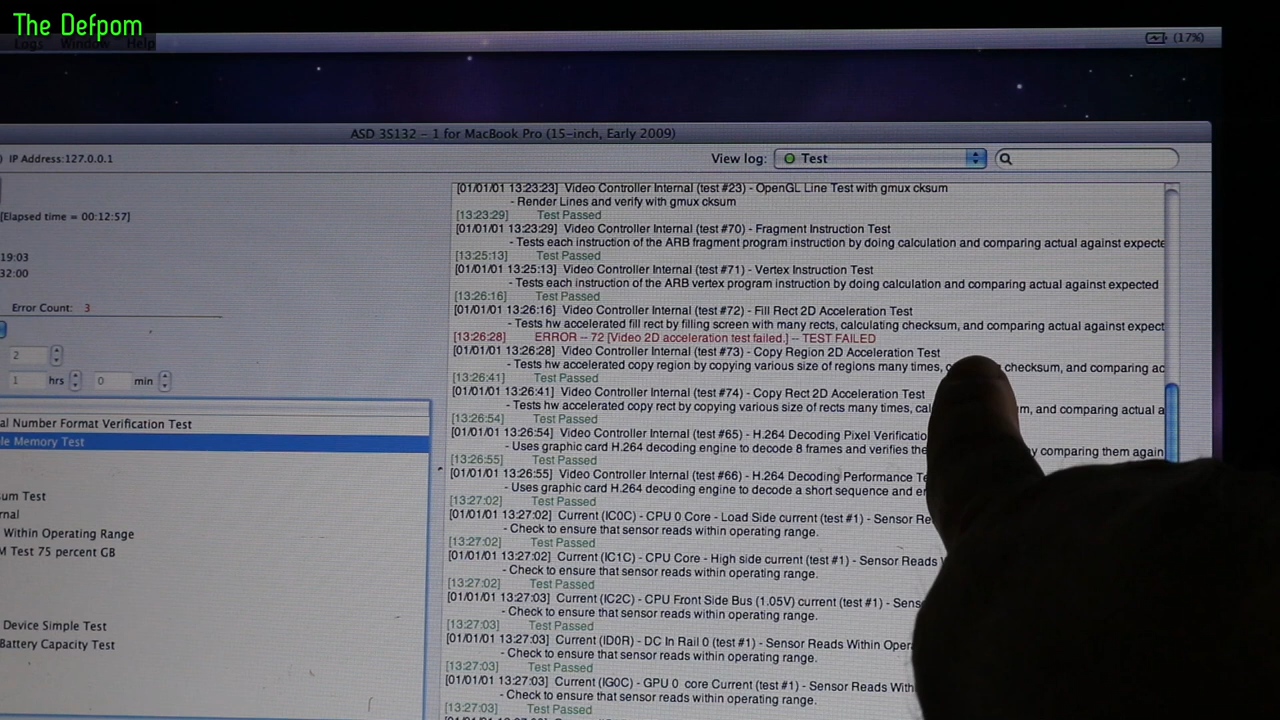 The Defpom
Logs Window Help
(17%)
ASD 3S132 - 1 for MacBook Pro (15-inch, Early 2009)
) IP Address:127.0.0.1
View log: Test
[Elapsed time = 00:12:57]
19:03
32:00
Error Count: 3
2
1 hrs 0 min
al Number Format Verification Test
le Memory Test
um Test
nal
Within Operating Range
M Test 75 percent GB
Device Simple Test
Battery Capacity Test
[01/01/01 13:23:23] Video Controller Internal (test #23) - OpenGL Line Test with gmux cksum
- Render Lines and verify with gmux cksum
[13:23:29] Test Passed
[01/01/01 13:23:29] Video Controller Internal (test #70) - Fragment Instruction Test
- Tests each instruction of the ARB fragment program instruction by doing calculation and comparing actual against expecte
[13:25:13] Test Passed
[01/01/01 13:25:13] Video Controller Internal (test #71) - Vertex Instruction Test
- Tests each instruction of the ARB vertex program instruction by doing calculation and comparing actual against expected
[13:26:16] Test Passed
[01/01/01 13:26:16] Video Controller Internal (test #72) - Fill Rect 2D Acceleration Test
- Tests hw accelerated fill rect by filling screen with many rects, calculating checksum, and comparing actual against expect
[13:26:28] ERROR -- 72 [Video 2D acceleration test failed.] -- TEST FAILED
[01/01/01 13:26:28] Video Controller Internal (test #73) - Copy Region 2D Acceleration Test
- Tests hw accelerated copy region by copying various size of regions many times, checksum, and comparing ac
[13:26:41] Test Passed
[01/01/01 13:26:41] Video Controller Internal (test #74) - Copy Rect 2D Acceleration Test
- Tests hw accelerated copy rect by copying various size of rects many times, cal m, and comparing actual a
[13:26:54] Test Passed
[01/01/01 13:26:54] Video Controller Internal (test #65) - H.264 Decoding Pixel Verificatio
- Uses graphic card H.264 decoding engine to decode 8 frames and verifies the y comparing them again
[13:26:55] Test Passed
[01/01/01 13:26:55] Video Controller Internal (test #66) - H.264 Decoding Performance Te
- Uses graphic card H.264 decoding engine to decode a short sequence and en
[13:27:02] Test Passed
[01/01/01 13:27:02] Current (IC0C) - CPU 0 Core - Load Side current (test #1) - Sensor Re
- Check to ensure that sensor reads within operating range.
[13:27:02] Test Passed
[01/01/01 13:27:02] Current (IC1C) - CPU Core - High side current (test #1) - Sensor Reads
- Check to ensure that sensor reads within operating range.
[13:27:02] Test Passed
[01/01/01 13:27:03] Current (IC2C) - CPU Front Side Bus (1.05V) current (test #1) - Sens
- Check to ensure that sensor reads within operating range.
[13:27:03] Test Passed
[01/01/01 13:27:03] Current (ID0R) - DC In Rail 0 (test #1) - Sensor Reads Within Oper
- Check to ensure that sensor reads within operating range.
[13:27:03] Test Passed
[01/01/01 13:27:03] Current (IG0C) - GPU 0 core Current (test #1) - Sensor Reads With
- Check to ensure that sensor reads within operating range.
[13:27:03] Test Passed